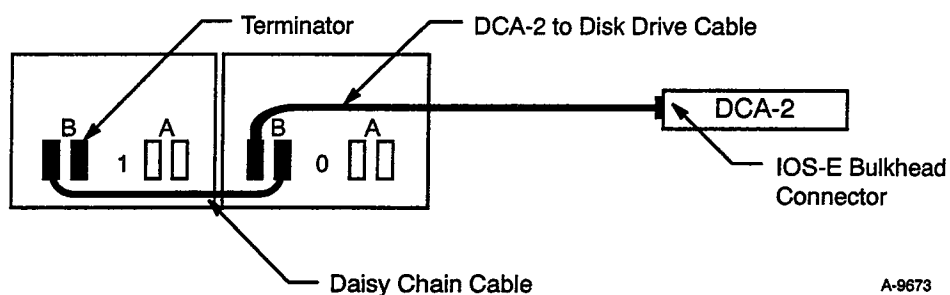 Terminator
DCA-2 to Disk Drive Cable
B
A
B
A
DCA-2
1
0
IOS-E Bulkhead
Connector
Daisy Chain Cable
A-9673